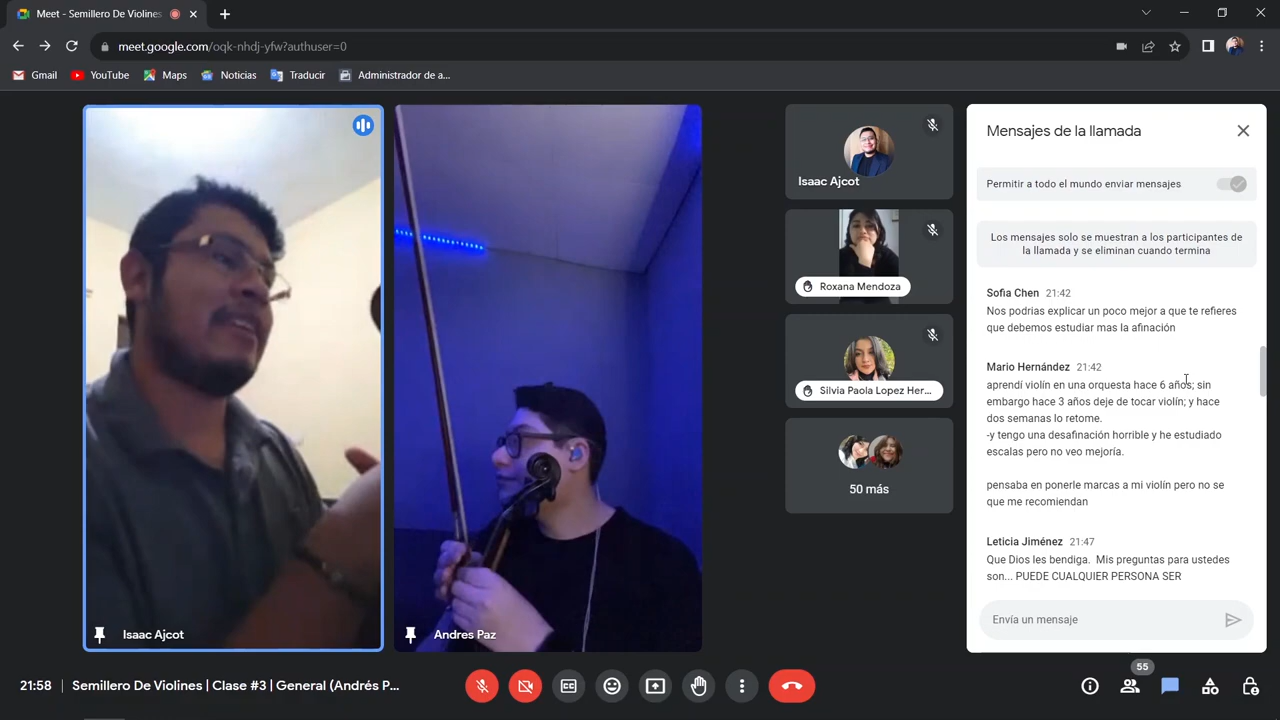 Meet - Semillero De Violines
meet.google.com/oqk-nhdj-yfw?authuser=0
Gmail
YouTube
Maps
Noticias
Traducir
Administrador de a...
Isaac Ajcot
Andres Paz
Isaac Ajcot
Roxana Mendoza
Silvia Paola Lopez Her...
50 más
Mensajes de la llamada
Permitir a todo el mundo enviar mensajes
Los mensajes solo se muestran a los participantes de
la llamada y se eliminan cuando termina
Sofia Chen 21:42
Nos podrias explicar un poco mejor a que te refieres
que debemos estudiar mas la afinación
Mario Hernández 21:42
aprendí violín en una orquesta hace 6 años; sin
embargo hace 3 años deje de tocar violín; y hace
dos semanas lo retome.
-y tengo una desafinación horrible y he estudiado
escalas pero no veo mejoría.
pensaba en ponerle marcas a mi violín pero no se
que me recomiendan
Leticia Jiménez 21:47
Que Dios les bendiga. Mis preguntas para ustedes
son... PUEDE CUALQUIER PERSONA SER
Envía un mensaje
21:58 | Semillero De Violines | Clase #3 | General (Andrés P...
55